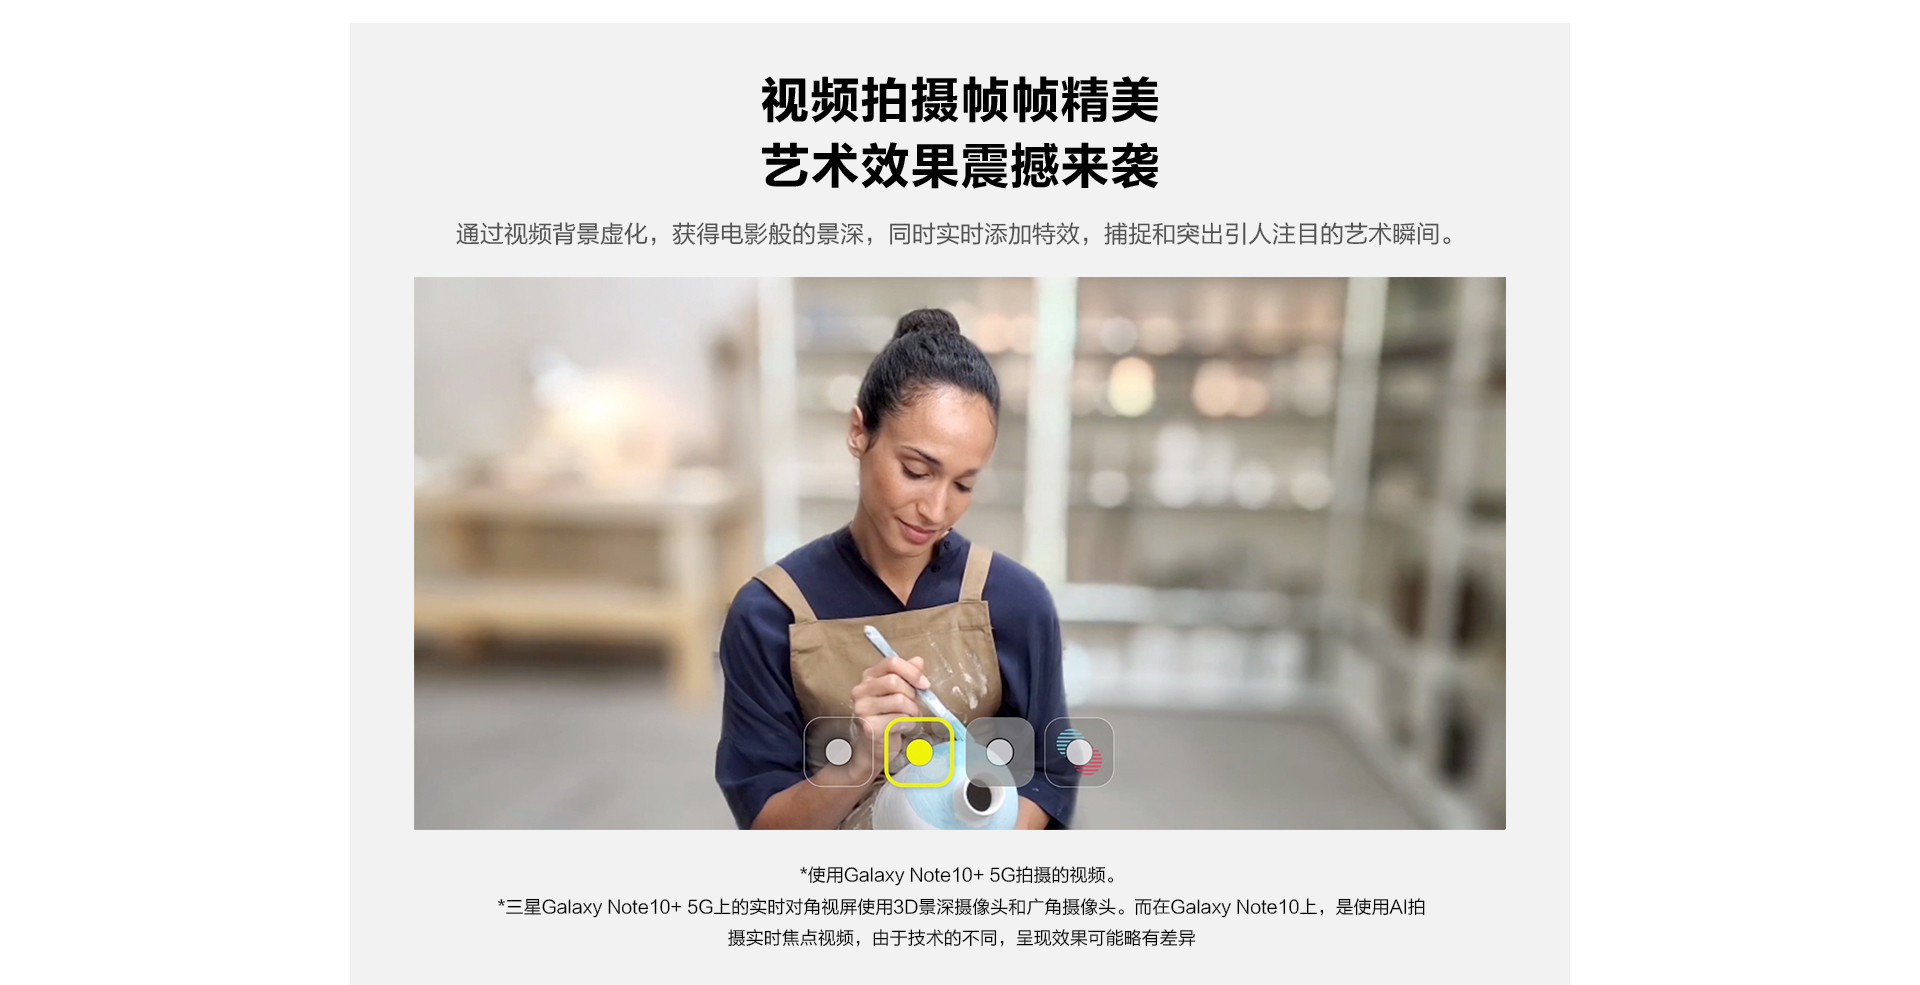 视频拍摄帧帧精美
艺术效果震撼来袭
通过视频背景虚化，获得电影般的景深，同时实时添加特效，捕捉和突出引人注目的艺术瞬间。
*使用Galaxy Note10+ 5G拍摄的视频。
*三星Galaxy Note10+ 5G上的实时对角视屏使用3D景深摄像头和广角摄像头。而在Galaxy Note10上，是使用AI拍
摄实时焦点视频，由于技术的不同，呈现效果可能略有差异